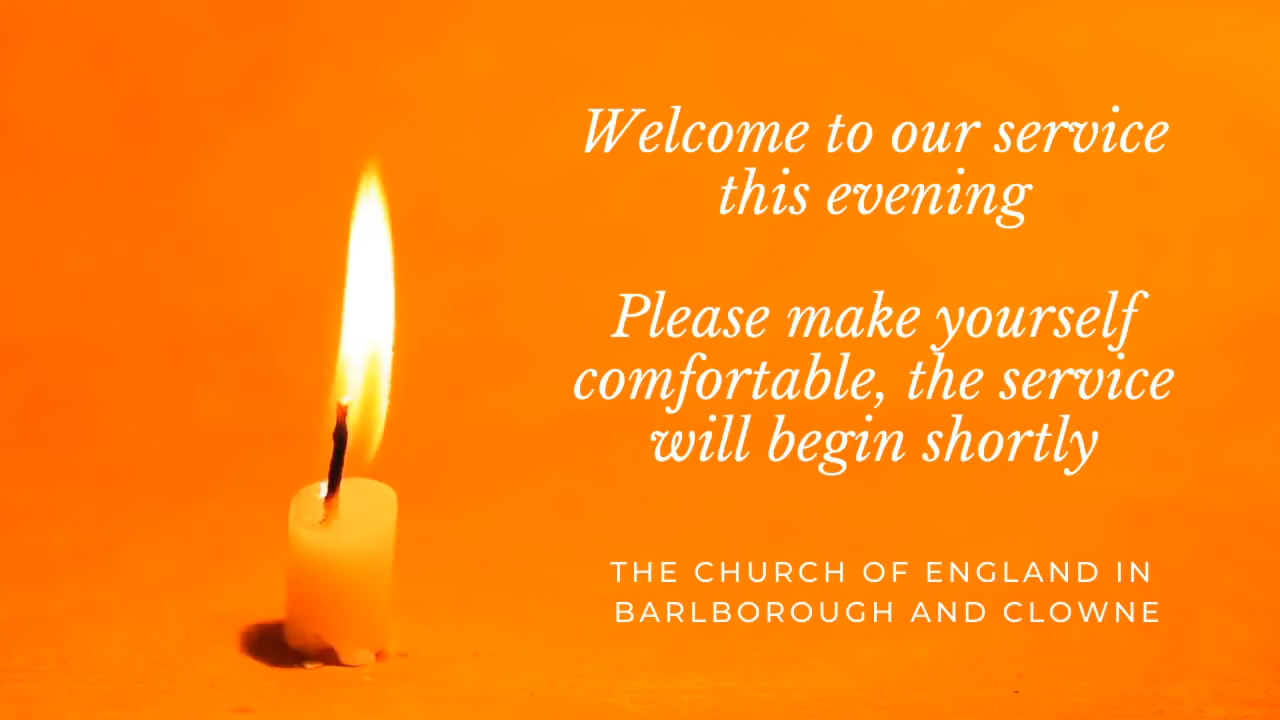 Welcome to our service
this evening
Please make yourself
comfortable, the service
will begin shortly
THE CHURCH OF ENGLAND IN
BARLBOROUGH AND CLOWNE